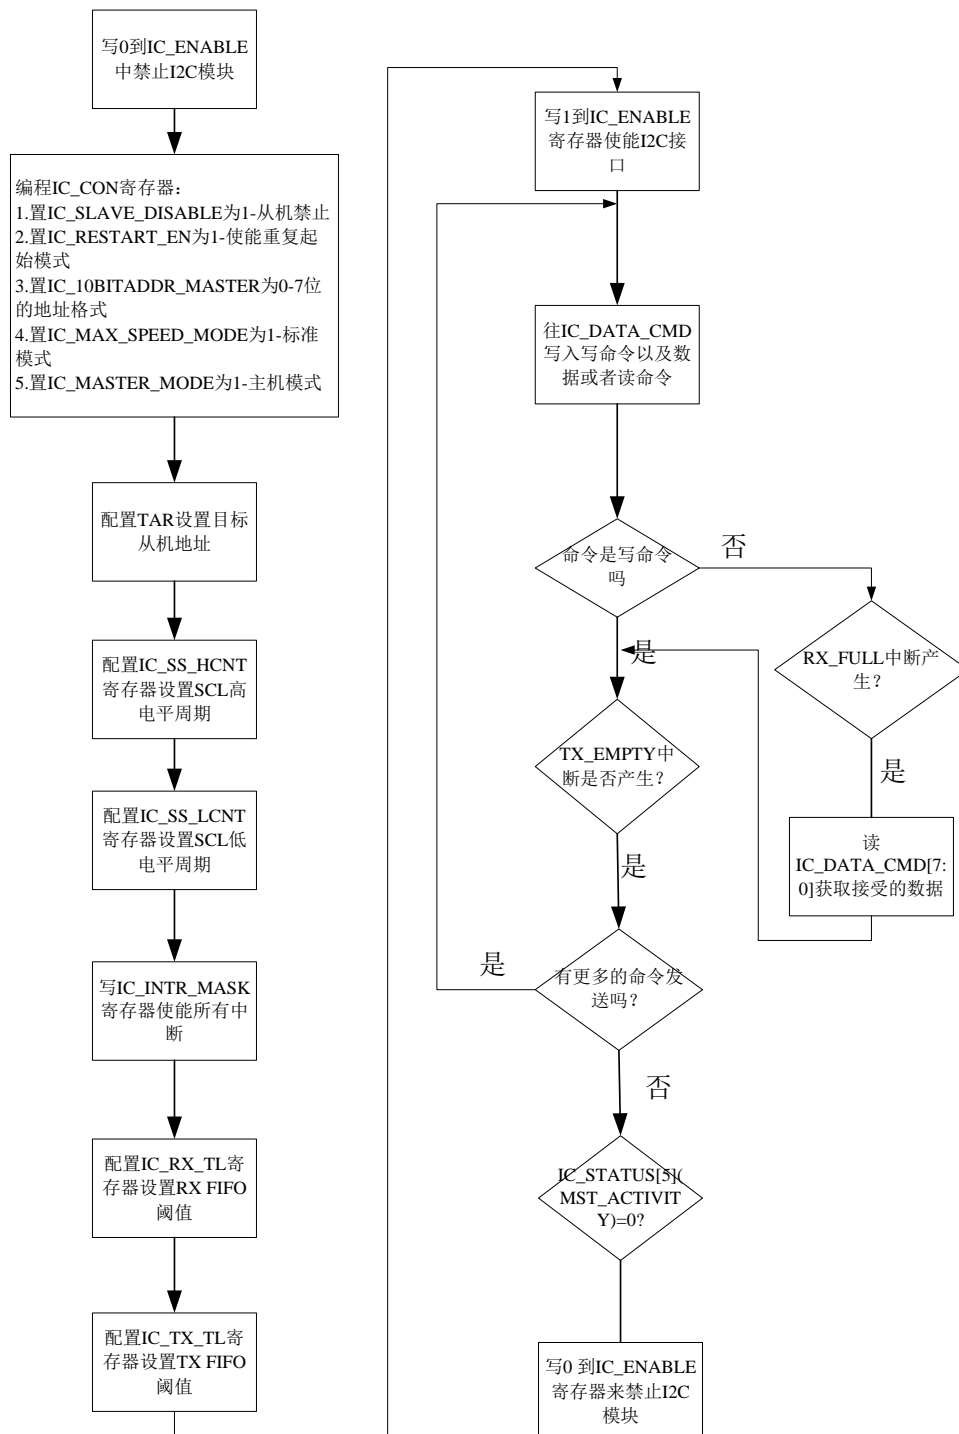 写0到IC_ENABLE
中禁止I2C模块
编程IC_CON寄存器：
1.置IC_SLAVE_DISABLE为1-从机禁止
2.置IC_RESTART_EN为1-使能重复起
始模式
3.置IC_10BITADDR_MASTER为0-7位
的地址格式
4.置IC_MAX_SPEED_MODE为1-标准
模式
5.置IC_MASTER_MODE为1-主机模式
配置TAR设置目标
从机地址
配置IC_SS_HCNT
寄存器设置SCL高
电平周期
配置IC_SS_LCNT
寄存器设置SCL低
电平周期
写IC_INTR_MASK
寄存器使能所有中
断
配置IC_RX_TL寄
存器设置RX FIFO
阈值
配置IC_TX_TL寄
存器设置TX FIFO
阈值
写1到IC_ENABLE
寄存器使能I2C接
口
往IC_DATA_CMD
写入写命令以及数
据或者读命令
命令是写命令
吗
否
是
RX_FULL中断产
生？
是
读
IC_DATA_CMD[7:
0]获取接受的数据
TX_EMPTY中
断是否产生？
是
有更多的命令发
送吗？
是
否
IC_STATUS[5](
MST_ACTIVIT
Y)=0?
写0 到IC_ENABLE
寄存器来禁止I2C
模块